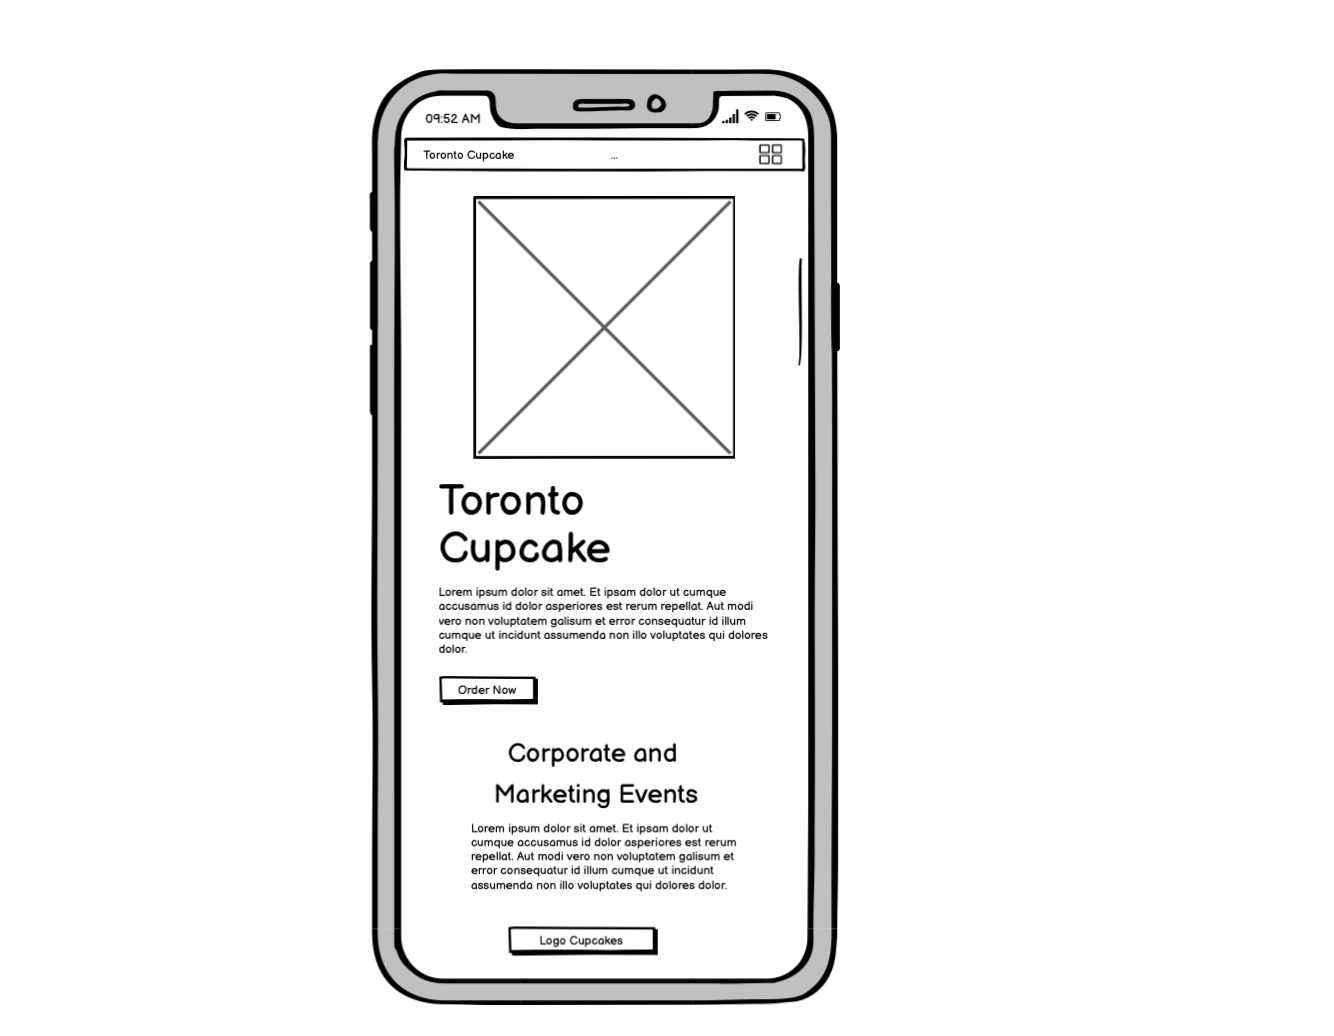 09:52 AM
Toronto Cupcake ...
Toronto
Cupcake
Lorem ipsum dolor sit amet. Et ipsam dolor ut cumque
accusamus id dolor asperiores est rerum repellat. Aut modi
vero non voluptatem galisum et error consequatur id illum
cumque ut incidunt assumenda non illo voluptates qui dolores
dolor.
Order Now
Corporate and
Marketing Events
Lorem ipsum dolor sit amet. Et ipsam dolor ut
cumque accusamus id dolor asperiores est rerum
repellat. Aut modi vero non voluptatem galisum et
error consequatur id illum cumque ut incidunt
assumenda non illo voluptates qui dolores dolor.
Logo Cupcakes